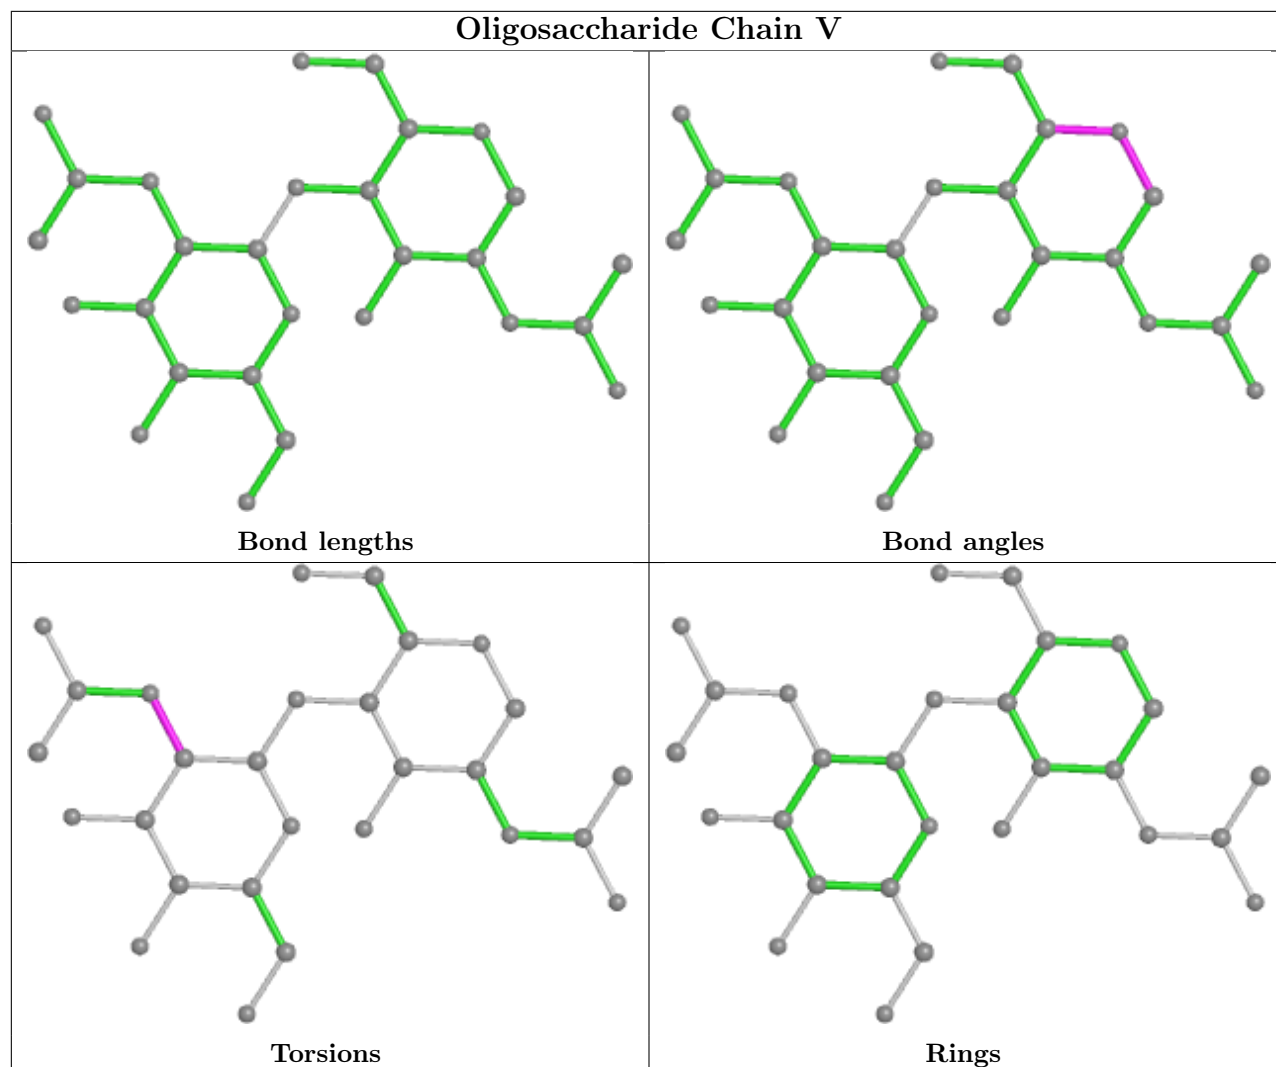 Oligosaccharide Chain V
Bond lengths
Bond angles
Torsions
Rings